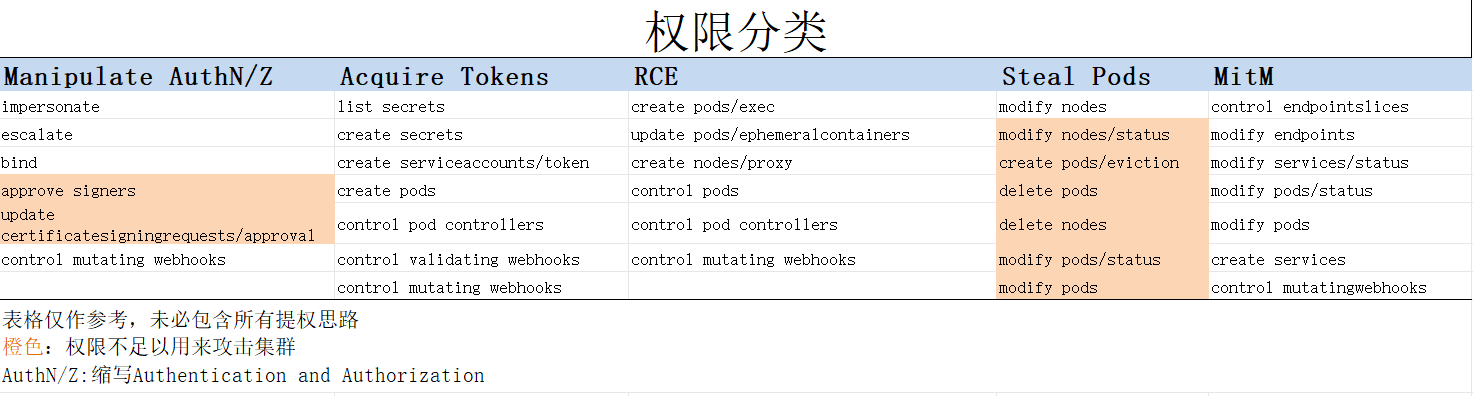 权限分类
Manipulate AuthN/Z Acquire Tokens RCE Steal Pods MitM
impersonate list secrets create pods/exec modify nodes control endpointslices
escalate create secrets update pods/ephemeralcontainers modify nodes/status modify endpoints
bind create serviceaccounts/token create nodes/proxy create pods/eviction modify services/status
approve signers create pods control pods delete pods modify pods/status
update
certificatesigningrequests/approval control pod controllers control pod controllers delete nodes modify pods
control mutating webhooks control validating webhooks control mutating webhooks modify pods/status create services
control mutating webhooks modify pods control mutatingwebhooks
表格仅作参考，未必包含所有提权思路
橙色：权限不足以用来攻击集群
AuthN/Z:缩写Authentication and Authorization